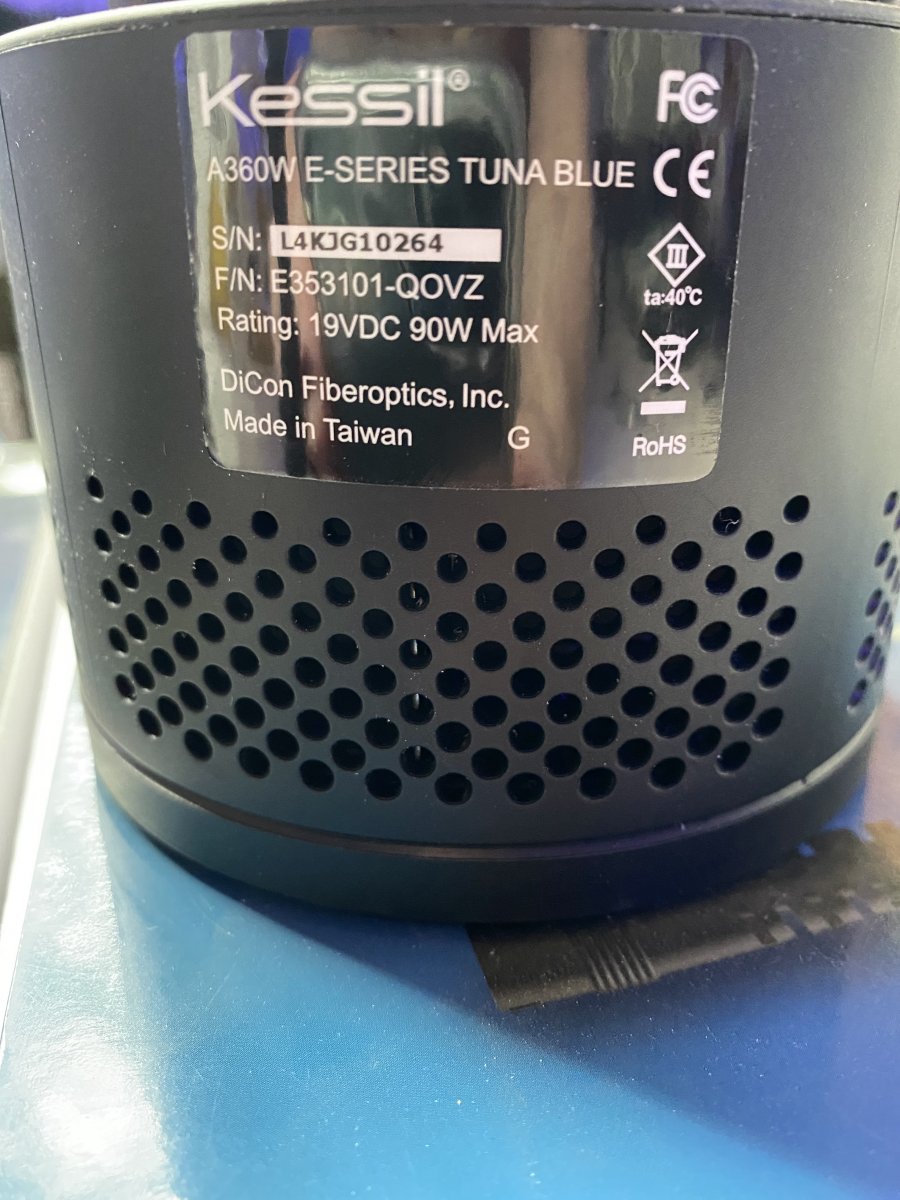 Kessil®
FC
A360W E-SERIES TUNA BLUE
CE
S/N: L4KJG10264
III
F/N: E353101-QOVZ
ta:40°C
Rating: 19VDC 90W Max
DiCon Fiberoptics, Inc.
Made in Taiwan
G
RoHS